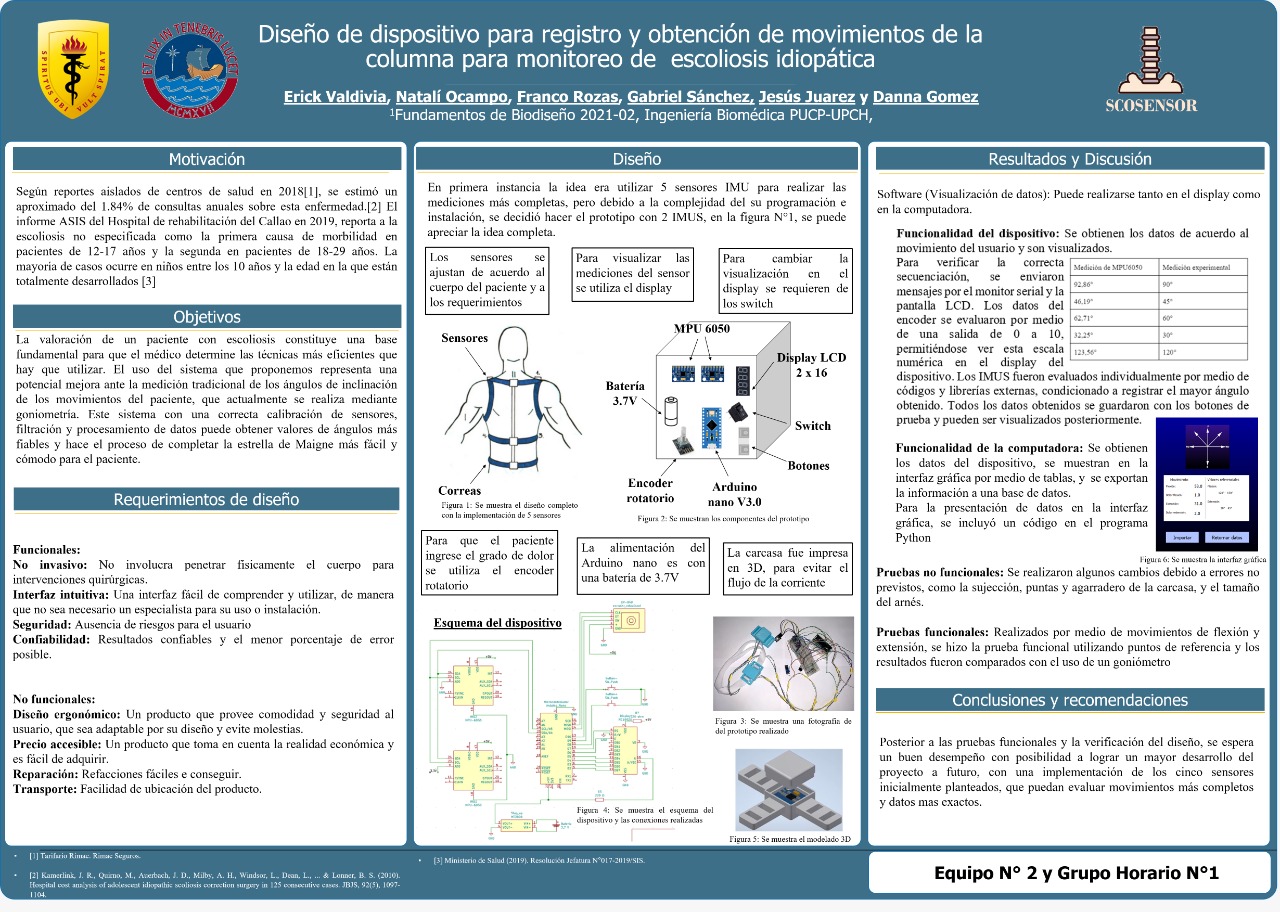 SPIRITUS UBI VULT SPIRAT
ET LUX IN TENEBRIS LUCET
MCMXVII
Diseño de dispositivo para registro y obtención de movimientos de la
columna para monitoreo de escoliosis idiopática
Erick Valdivia, Natalí Ocampo, Franco Rozas, Gabriel Sánchez, Jesús Juarez y Danna Gomez
1Fundamentos de Biodiseño 2021-02, Ingeniería Biomédica PUCP-UPCH,
SCOSENSOR
Motivación
Según reportes aislados de centros de salud en 2018[1], se estimó un
aproximado del 1.84% de consultas anuales sobre esta enfermedad.[2] El
informe ASIS del Hospital de rehabilitación del Callao en 2019, reporta a la
escoliosis no especificada como la primera causa de morbilidad en
pacientes de 12-17 años y la segunda en pacientes de 18-29 años. La
mayoría de casos ocurre en niños entre los 10 años y la edad en la que están
totalmente desarrollados [3]
Objetivos
La valoración de un paciente con escoliosis constituye una base
fundamental para que el médico determine las técnicas más eficientes que
hay que utilizar. El uso del sistema que proponemos representa una
potencial mejora ante la medición tradicional de los ángulos de inclinación
de los movimientos del paciente, que actualmente se realiza mediante
goniometría. Este sistema con una correcta calibración de sensores,
filtración y procesamiento de datos puede obtener valores de ángulos más
fiables y hace el proceso de completar la estrella de Maigne más fácil y
cómodo para el paciente.
Requerimientos de diseño
Funcionales:
No invasivo: No involucra penetrar físicamente el cuerpo para
intervenciones quirúrgicas.
Interfaz intuitiva: Una interfaz fácil de comprender y utilizar, de manera
que no sea necesario un especialista para su uso o instalación.
Seguridad: Ausencia de riesgos para el usuario
Confiabilidad: Resultados confiables y el menor porcentaje de error
posible.
No funcionales:
Diseño ergonómico: Un producto que provee comodidad y seguridad al
usuario, que sea adaptable por su diseño y evite molestias.
Precio accesible: Un producto que toma en cuenta la realidad económica y
es fácil de adquirir.
Reparación: Refacciones fáciles e conseguir.
Transporte: Facilidad de ubicación del producto.
Diseño
En primera instancia la idea era utilizar 5 sensores IMU para realizar las
mediciones más completas, pero debido a la complejidad del su programación e
instalación, se decidió hacer el prototipo con 2 IMUS, en la figura N°1, se puede
apreciar la idea completa.
Los sensores se
ajustan de acuerdo al
cuerpo del paciente y a
los requerimientos
Para visualizar las
mediciones del sensor
se utiliza el display
Para cambiar la
visualización en el
display se requieren de
los switch
Sensores
Correas
Figura 1: Se muestra el diseño completo
con la implementación de 5 sensores
MPU 6050
Display LCD
2 x 16
Batería
3.7V
Switch
Botones
Encoder
rotatorio
Arduino
nano V3.0
Figura 2: Se muestran los componentes del prototipo
Para que el paciente
ingrese el grado de dolor
se utiliza el encoder
rotatorio
La alimentación del
Arduino nano es con
una batería de 3.7V
La carcasa fue impresa
en 3D, para evitar el
flujo de la corriente
Esquema del dispositivo
Figura 3: Se muestra una fotografía de
del prototipo realizado
Figura 4: Se muestra el esquema del
dispositivo y las conexiones realizadas
Figura 5: Se muestra el modelado 3D
Resultados y Discusión
Software (Visualización de datos): Puede realizarse tanto en el display como
en la computadora.
Funcionalidad del dispositivo: Se obtienen los datos de acuerdo al
movimiento del usuario y son visualizados.
Para verificar la correcta
secuenciación, se enviaron
mensajes por el monitor serial y la
pantalla LCD. Los datos del
encoder se evaluaron por medio
de una salida de 0 a 10,
permitiéndose ver esta escala
numérica en el display del
dispositivo. Los IMUS fueron evaluados individualmente por medio de
códigos y librerías externas, condicionado a registrar el mayor ángulo
obtenido. Todos los datos obtenidos se guardaron con los botones de
prueba y pueden ser visualizados posteriormente.
Medición de MPU6050 Medición experimental
92,86° 90°
46,19° 45°
62,71° 60°
32,25° 30°
123,56° 120°
Funcionalidad de la computadora: Se obtienen
los datos del dispositivo, se muestran en la
interfaz gráfica por medio de tablas, y se exportan
la información a una base de datos.
Para la presentación de datos en la interfaz
gráfica, se incluyó un código en el programa
Python
Importar
Retornar datos
Figura 6: Se muestra la interfaz gráfica
Pruebas no funcionales: Se realizaron algunos cambios debido a errores no
previstos, como la sujección, puntas y agarradero de la carcasa, y el tamaño
del arnés.
Pruebas funcionales: Realizados por medio de movimientos de flexión y
extensión, se hizo la prueba funcional utilizando puntos de referencia y los
resultados fueron comparados con el uso de un goniómetro
Conclusiones y recomendaciones
Posterior a las pruebas funcionales y la verificación del diseño, se espera
un buen desempeño con posibilidad a lograr un mayor desarrollo del
proyecto a futuro, con una implementación de los cinco sensores
inicialmente planteados, que puedan evaluar movimientos más completos
y datos mas exactos.
• [1] Tarifario Rimac. Rimac Seguros.
• [2] Kamerlink, J. R., Quirno, M., Auerbach, J. D., Milby, A. H., Windsor, L., Dean, L., ... & Lonner, B. S. (2010).
Hospital cost analysis of adolescent idiopathic scoliosis correction surgery in 125 consecutive cases. JBJS, 92(5), 1097-
1104.
• [3] Ministerio de Salud (2019). Resolución Jefatura N°017-2019/SIS.
Equipo N° 2 y Grupo Horario N°1